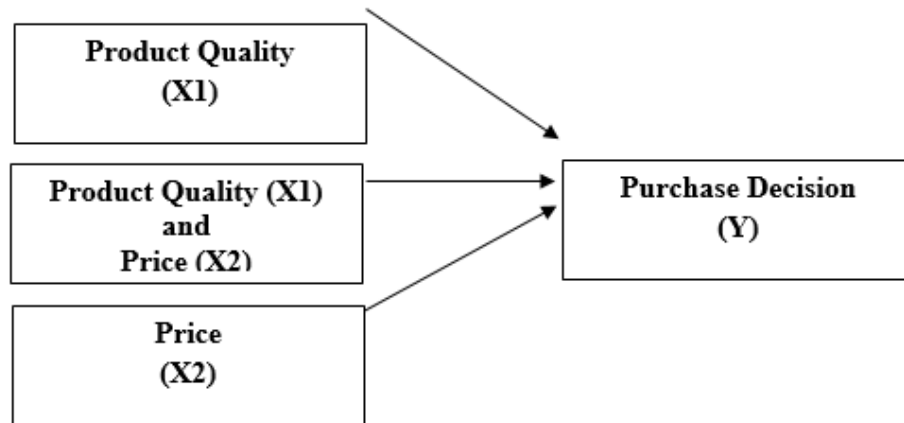 Product Quality
(X1)
Product Quality (X1)
and
Price (X2)
Price
(X2)
Purchase Decision
(Y)